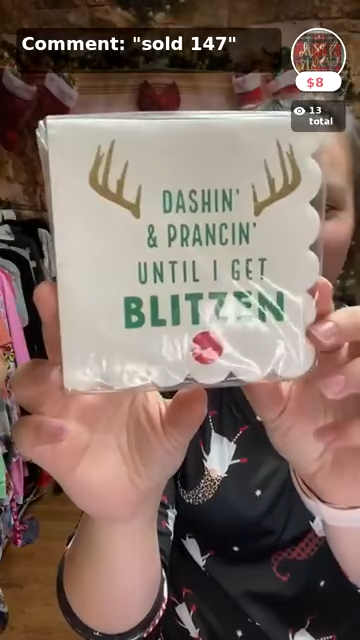 Comment: "sold 147"
$8
13
total
DASHIN'
& PRANCIN'
UNTIL I GET
BLITZEN